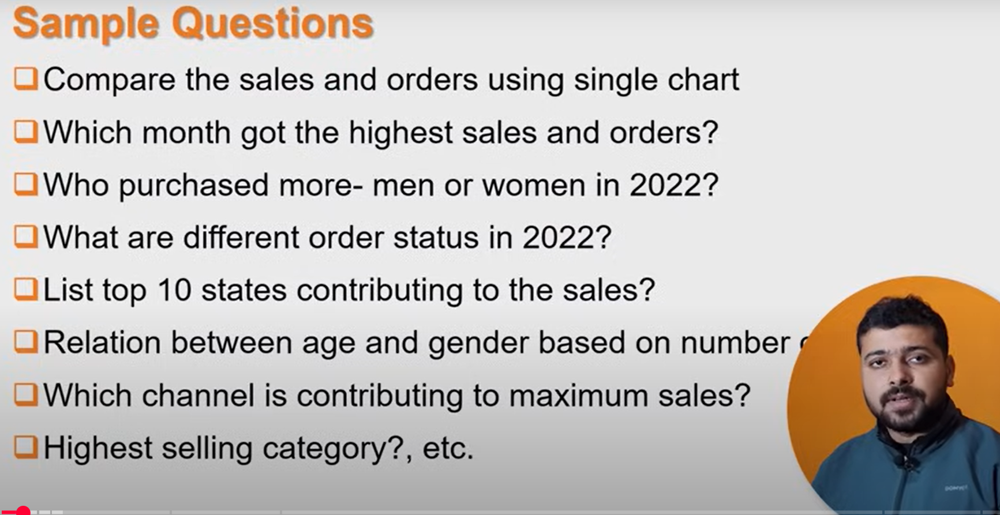 Sample Questions
Compare the sales and orders using single chart
Which month got the highest sales and orders?
Who purchased more- men or women in 2022?
What are different order status in 2022?
List top 10 states contributing to the sales?
Relation between age and gender based on number
Which channel is contributing to maximum sales?
Highest selling category?, etc.